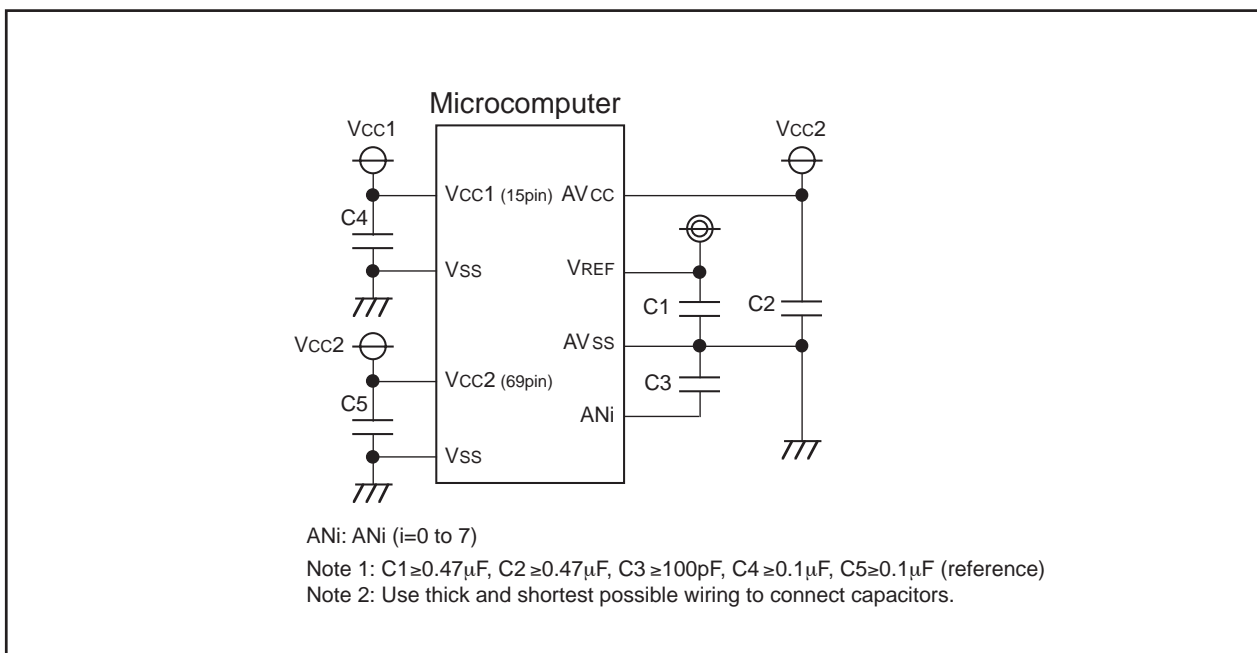 Microcomputer
VCC1
VCC2
VCC1 (15pin) AVCC
C4
VSS
VREF
C1
C2
VCC2
AVSS
VCC2 (69pin)
C3
C5
ANi
VSS
ANi: ANi (i=0 to 7)
Note 1: C1≥0.47μF, C2 ≥0.47μF, C3 ≥100pF, C4 ≥0.1μF, C5≥0.1μF (reference)
Note 2: Use thick and shortest possible wiring to connect capacitors.